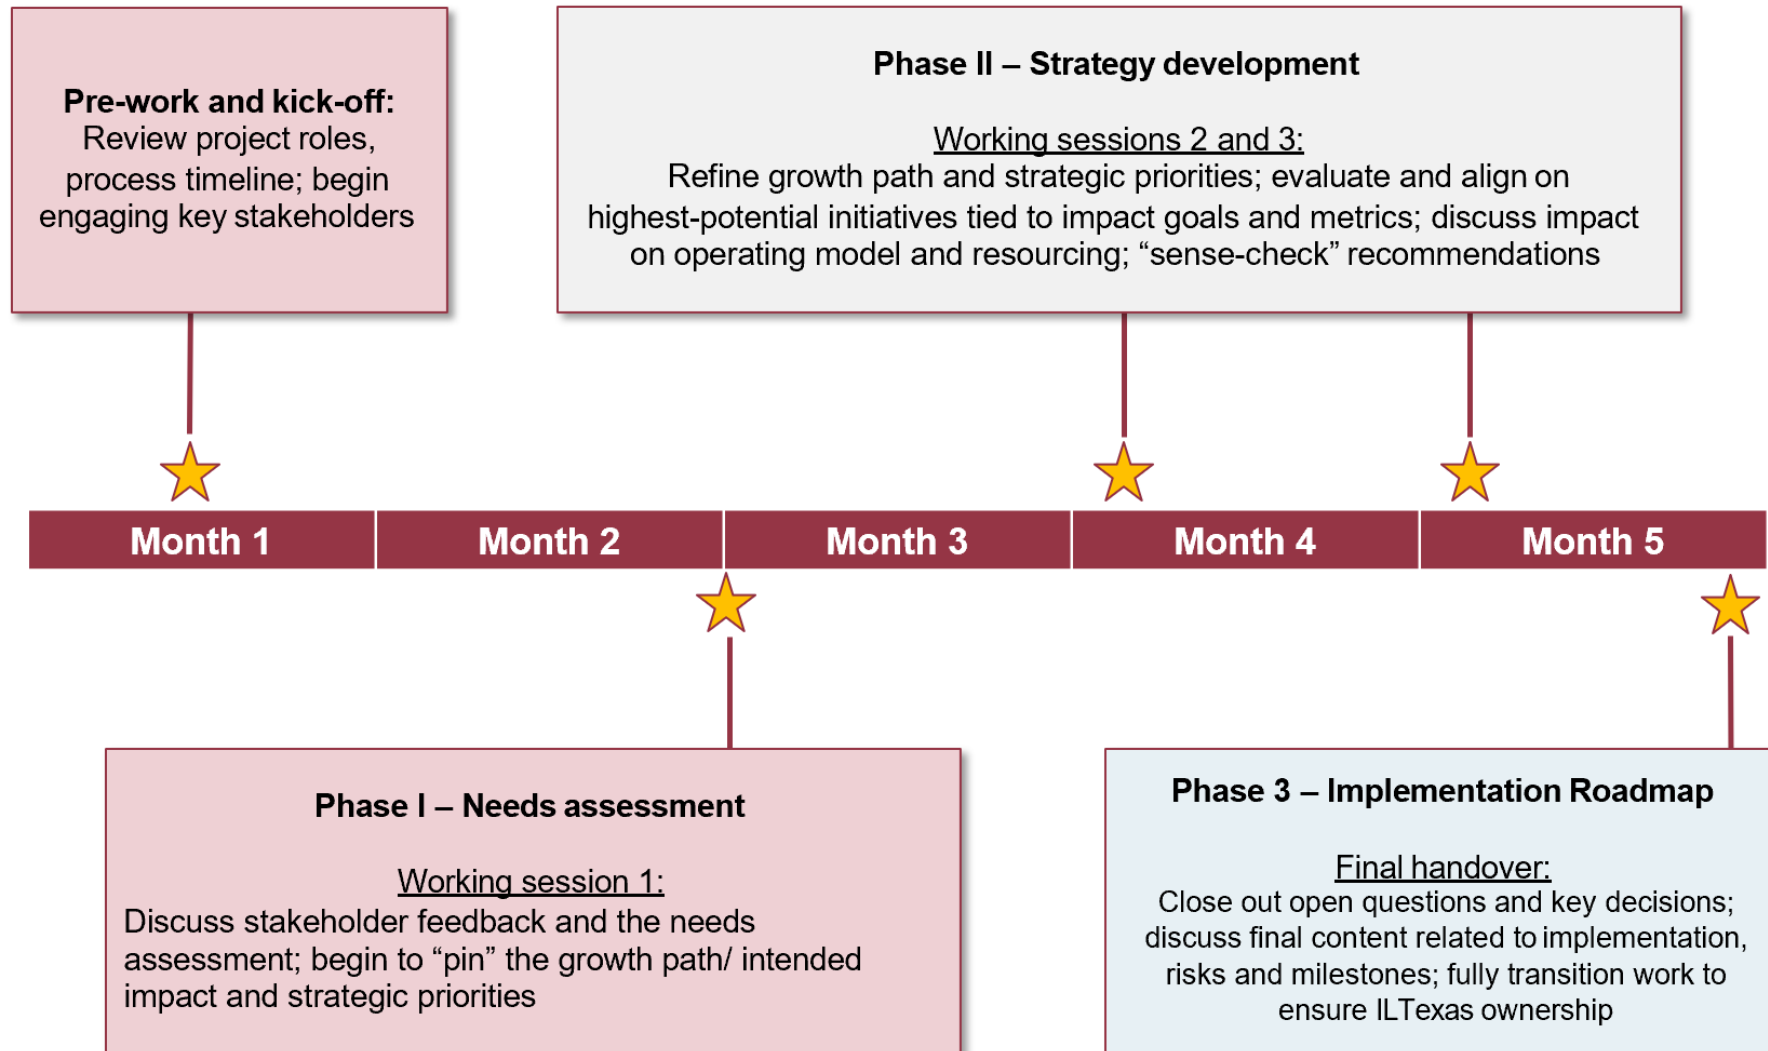 Pre-work and kick-off:
Review project roles,
process timeline; begin
engaging key stakeholders
Phase II – Strategy development
Working sessions 2 and 3:
Refine growth path and strategic priorities; evaluate and align on
highest-potential initiatives tied to impact goals and metrics; discuss impact
on operating model and resourcing; “sense-check” recommendations
Month 1
Month 2
Month 3
Month 4
Month 5
Phase I – Needs assessment
Working session 1:
Discuss stakeholder feedback and the needs
assessment; begin to “pin” the growth path/ intended
impact and strategic priorities
Phase 3 – Implementation Roadmap
Final handover:
Close out open questions and key decisions;
discuss final content related to implementation,
risks and milestones; fully transition work to
ensure ILTexas ownership